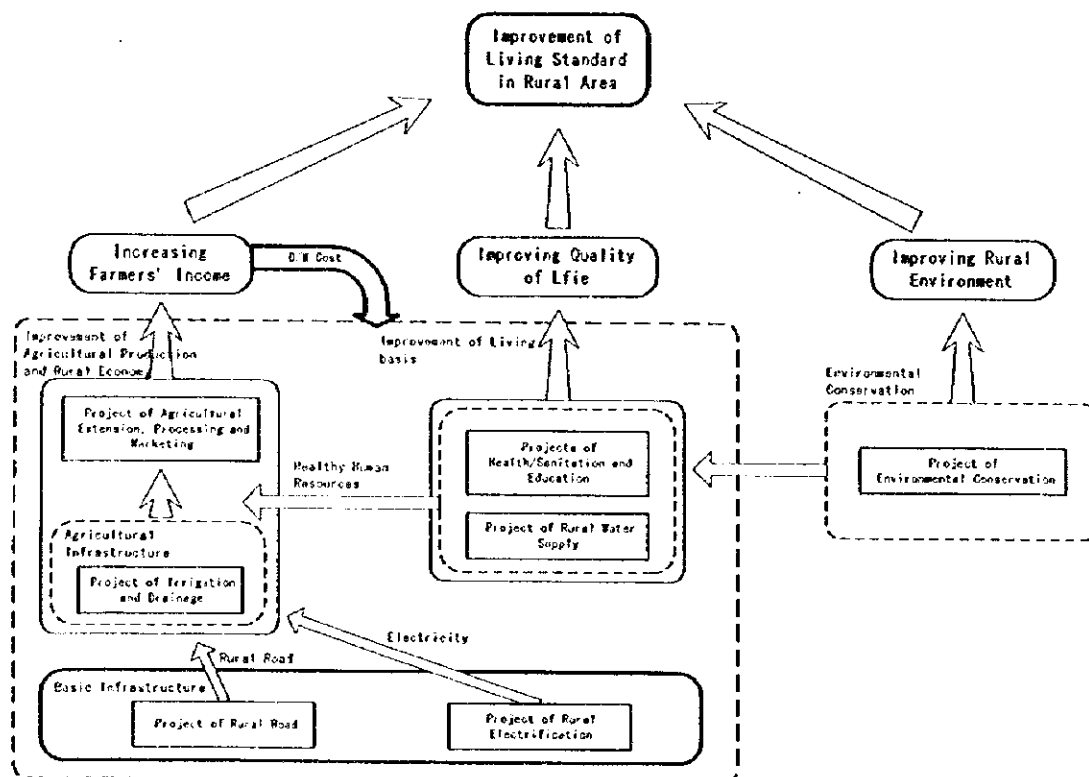 Improvement of
Living Standard
in Rural Area
Increasing
Farmers' Income
O/M Cost
Improving Quality
of Lfie
Improving Rural
Environment
Improvement of
Agricultural Production
and Rural Economy
Improvement of Living
basis
Environmental
Conservation
Project of Agricultural
Extension, Processing and
Marketing
Healthy Human
Resources
Projects of
Health/Sanitation and
Education
Project of
Environmental Conservation
Project of Rural Water
Supply
Agricultural
Infrastructure
Project of Irrigation
and Drainage
Electricity
Rural Road
Basic Infrastructure
Project of Rural Road
Project of Rural
Electrification